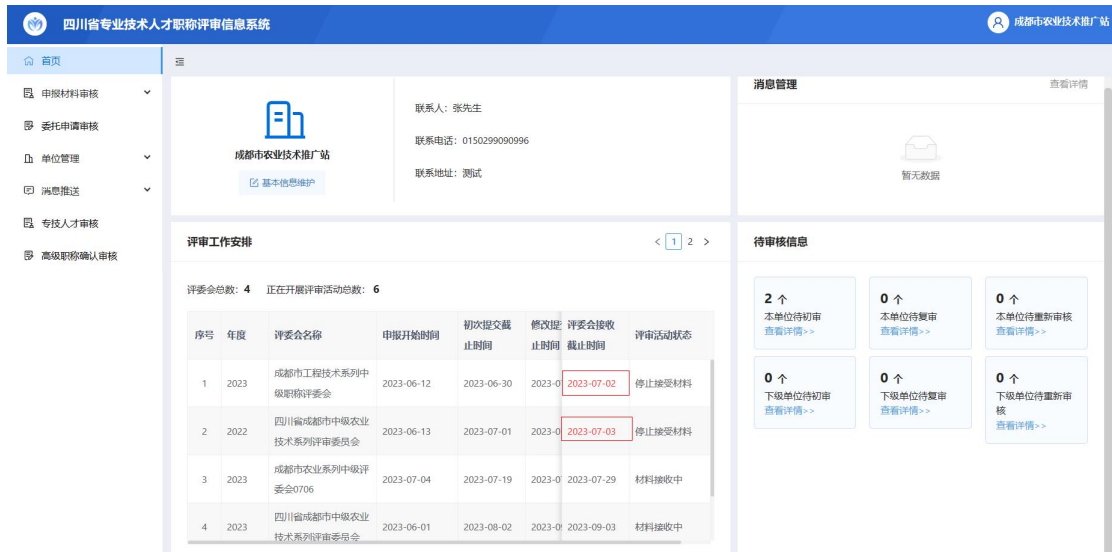 四川省专业技术人才职称评审信息系统
成都市农业技术推广站
首页
申报材料审核
委托申请审核
单位管理
消息推送
专技人才审核
高级职称确认审核
成都市农业技术推广站
基本信息维护
联系人：张先生
联系电话：0150299090996
联系地址：测试
消息管理
查看详情
暂无数据
评审工作安排
< 1 2 >
评委会总数：4 正在开展评审活动总数：6
序号 年度 评委会名称 申报开始时间 初次提交截止时间 修改提 止时间 评委会接收截止时间 评审活动状态
1 2023 成都市工程技术系列中级职称评委会 2023-06-12 2023-06-30 2023-0 2023-07-02 停止接受材料
2 2022 四川省成都市中级农业技术系列评审委员会 2023-06-13 2023-07-01 2023-0 2023-07-03 停止接受材料
3 2023 成都市农业系列中级评委会0706 2023-07-04 2023-07-19 2023-0 2023-07-29 材料接收中
4 2023 四川省成都市中级农业技术系列评审委员会 2023-06-01 2023-08-02 2023-0 2023-09-03 材料接收中
待审核信息
2 个
本单位待初审
查看详情>>
0 个
本单位待复审
查看详情>>
0 个
本单位待重新审核
查看详情>>
0 个
下级单位待初审
查看详情>>
0 个
下级单位待复审
查看详情>>
0 个
下级单位待重新审
核
查看详情>>